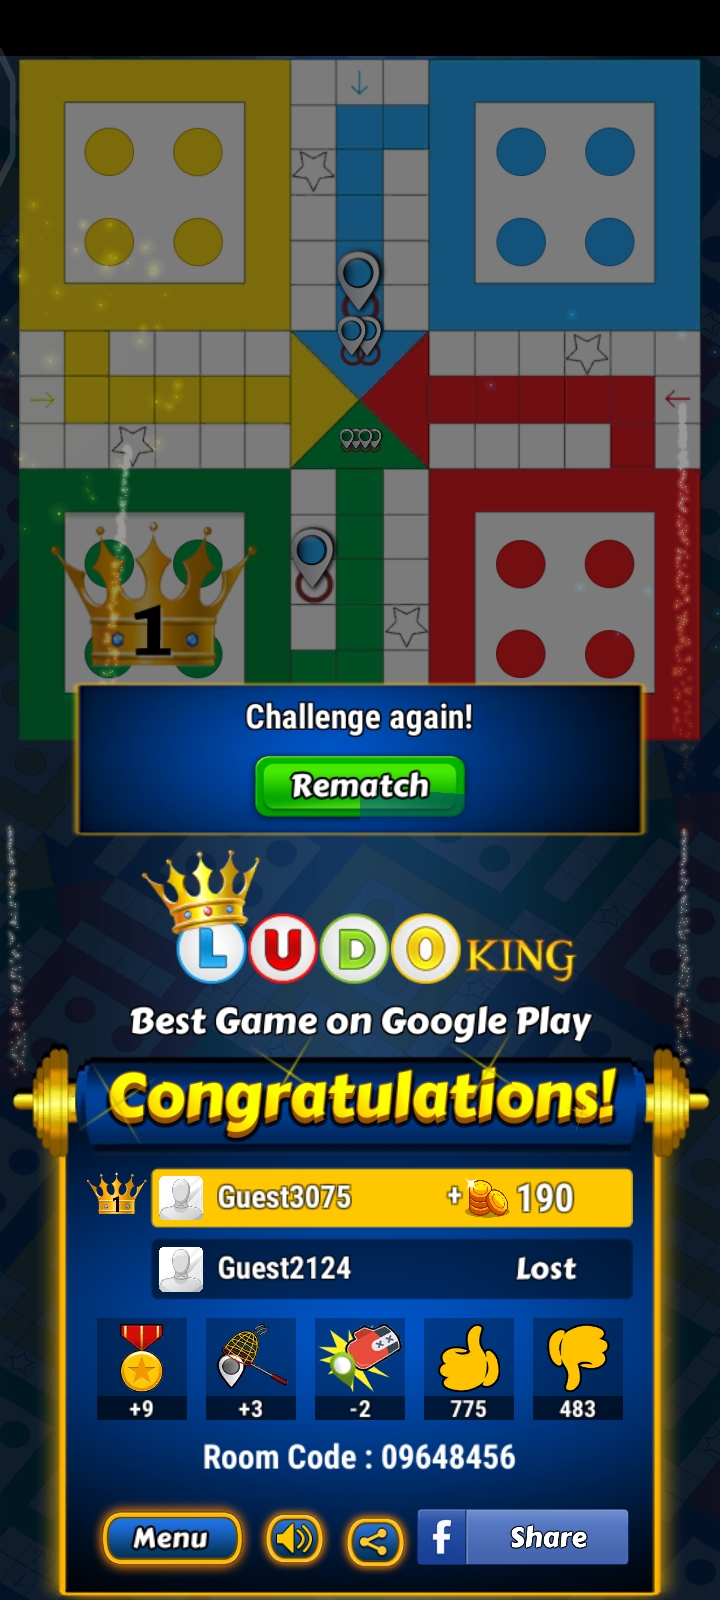 1
Challenge again!
Rematch
LUDO KING
Best Game on Google Play
Congratulations!
1 Guest3075 + 190
Guest2124 Lost
+9 +3 -2 775 483
Room Code : 09648456
Menu f Share